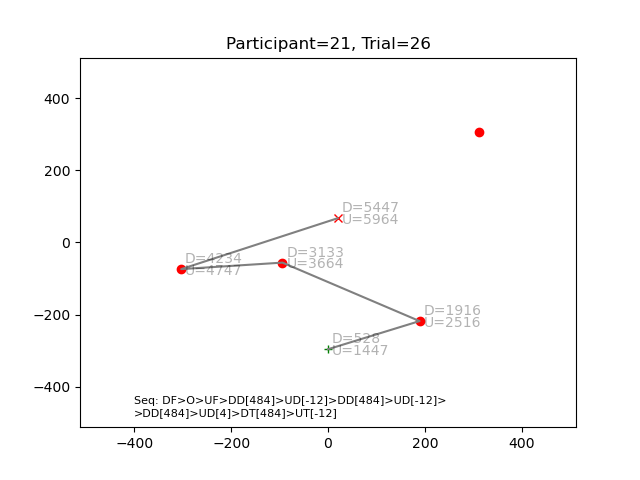 Participant=21, Trial=26
400
200
0
−200
−400
D=5447
U=5964
D=4234
U=4747
D=3133
U=3664
D=1916
U=2516
D=528
U=1447
Seq: DF>O>UF>DD[484]>UD[-12]>DD[484]>UD[-12]>
>DD[484]>UD[4]>DT[484]>UT[-12]
−400 −200 0 200 400